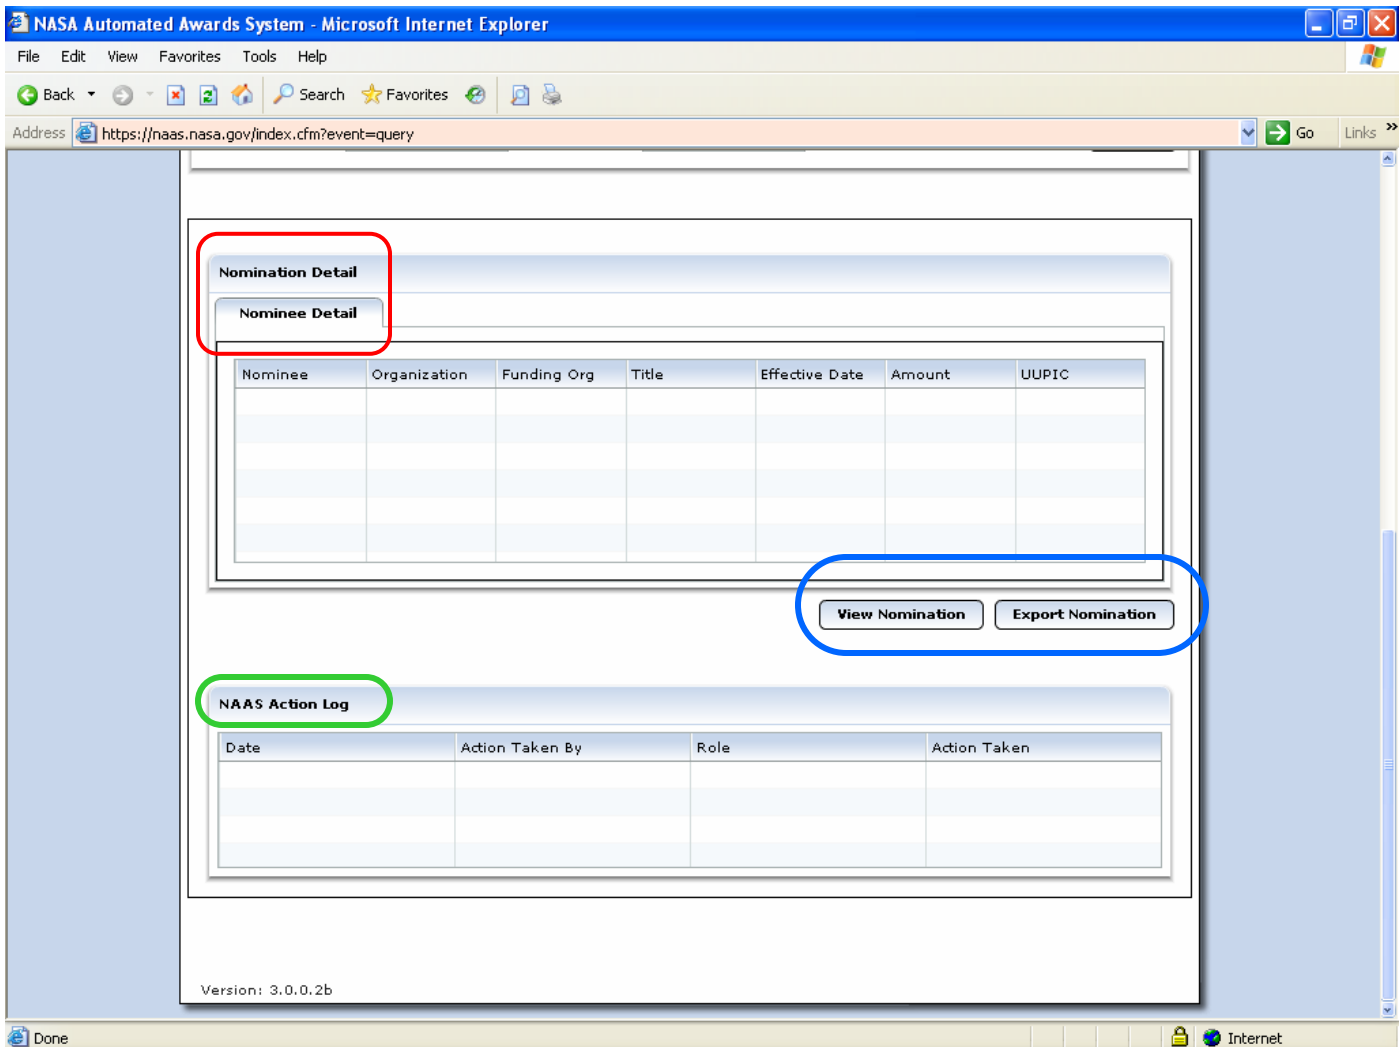 NASA Automated Awards System - Microsoft Internet Explorer
File Edit View Favorites Tools Help
Back Search Favorites
Address https://naas.nasa.gov/index.cfm?event=query Go Links »
Nomination Detail
Nominee Detail
Nominee Organization Funding Org Title Effective Date Amount UUPIC
View Nomination Export Nomination
NAAS Action Log
Date Action Taken By Role Action Taken
Version: 3.0.0.2b
Done Internet